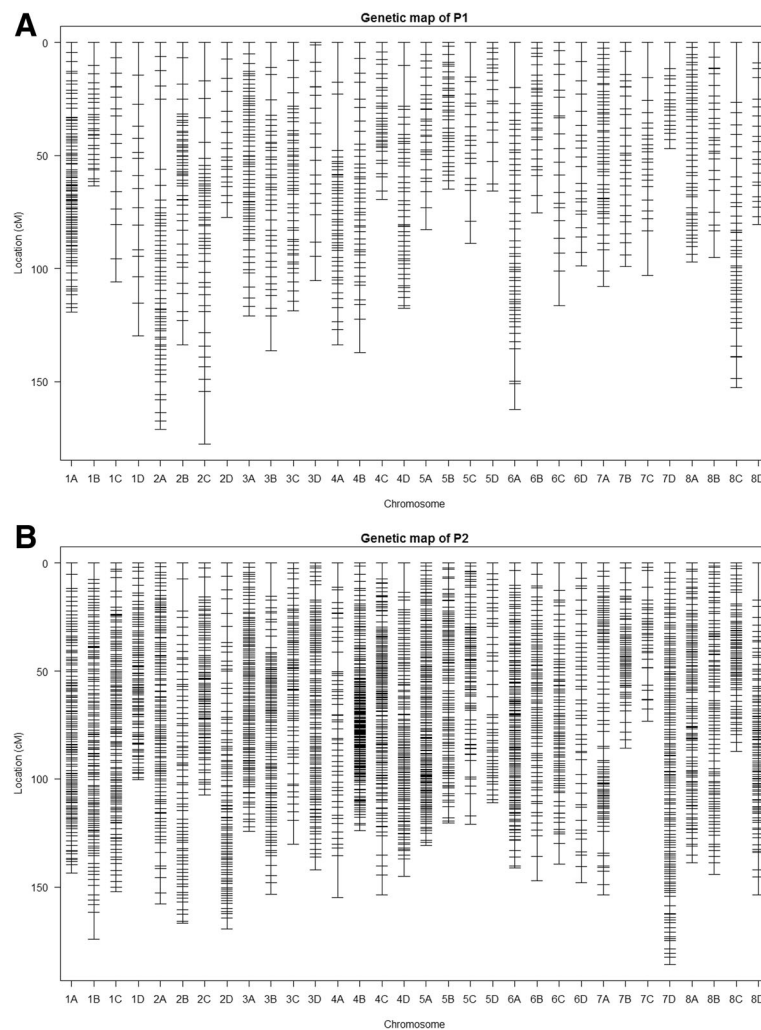 A
Genetic map of P1
0
50
100
150
Location (cM)
1A 1B 1C 1D 2A 2B 2C 2D 3A 3B 3C 3D 4A 4B 4C 4D 5A 5B 5C 5D 6A 6B 6C 6D 7A 7B 7C 7D 8A 8B 8C 8D
Chromosome
B
Genetic map of P2
0
50
100
150
Location (cM)
1A 1B 1C 1D 2A 2B 2C 2D 3A 3B 3C 3D 4A 4B 4C 4D 5A 5B 5C 5D 6A 6B 6C 6D 7A 7B 7C 7D 8A 8B 8C 8D
Chromosome